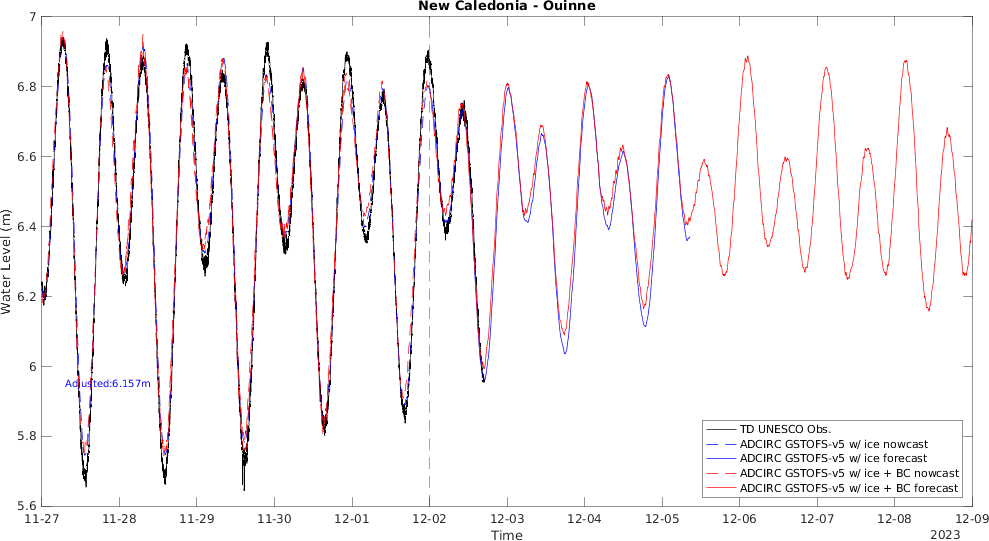 New Caledonia - Ouinne
7
6.8
6.6
6.4
6.2
6
5.8
5.6
Water Level (m)
Adjusted:6.157m
TD UNESCO Obs.
ADCIRC GSTOFS-v5 w/ ice nowcast
ADCIRC GSTOFS-v5 w/ ice forecast
ADCIRC GSTOFS-v5 w/ ice + BC nowcast
ADCIRC GSTOFS-v5 w/ ice + BC forecast
11-27 11-28 11-29 11-30 12-01 12-02 12-03 12-04 12-05 12-06 12-07 12-08 12-09
Time
2023